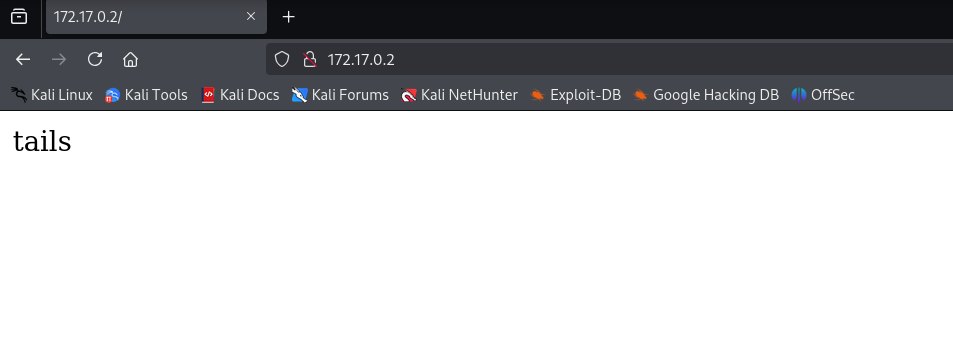 172.17.0.2/
172.17.0.2
Kali Linux Kali Tools Kali Docs Kali Forums Kali NetHunter Exploit-DB Google Hacking DB OffSec
tails